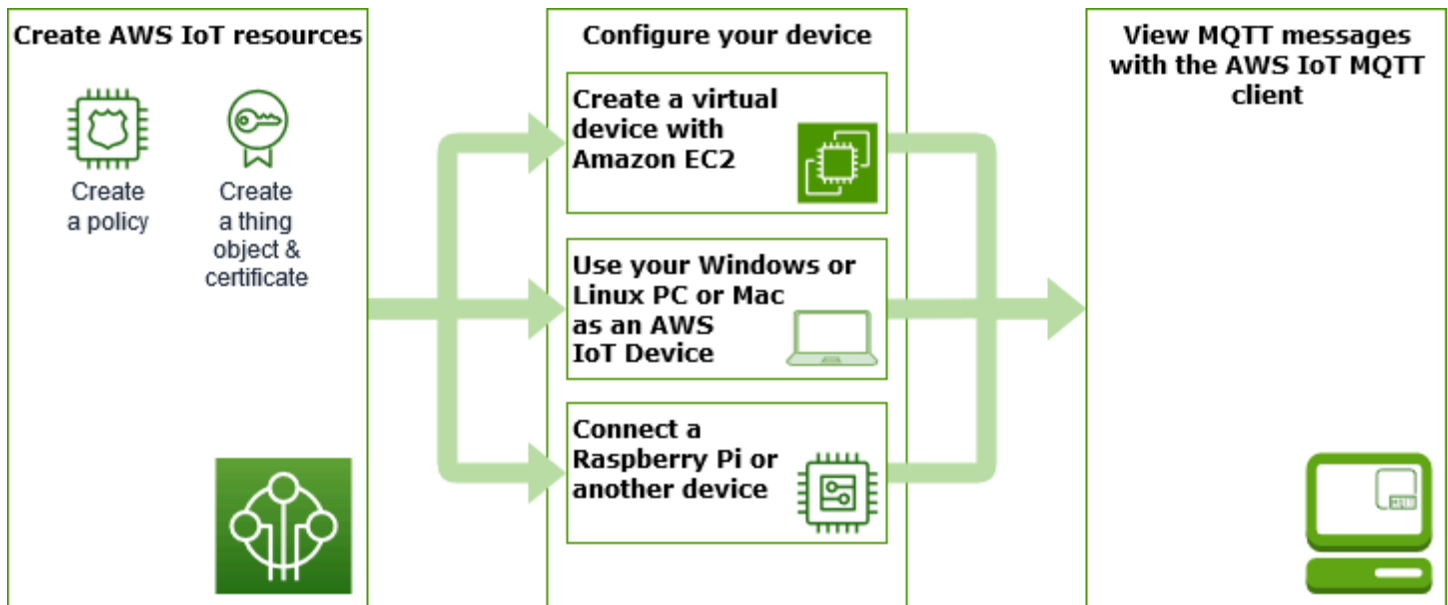 Create AWS IoT resources
Create
a policy
Create
a thing
object &
certificate
Configure your device
Create a virtual
device with
Amazon EC2
Use your Windows or
Linux PC or Mac
as an AWS
IoT Device
Connect a
Raspberry Pi or
another device
View MQTT messages
with the AWS IoT MQTT
client